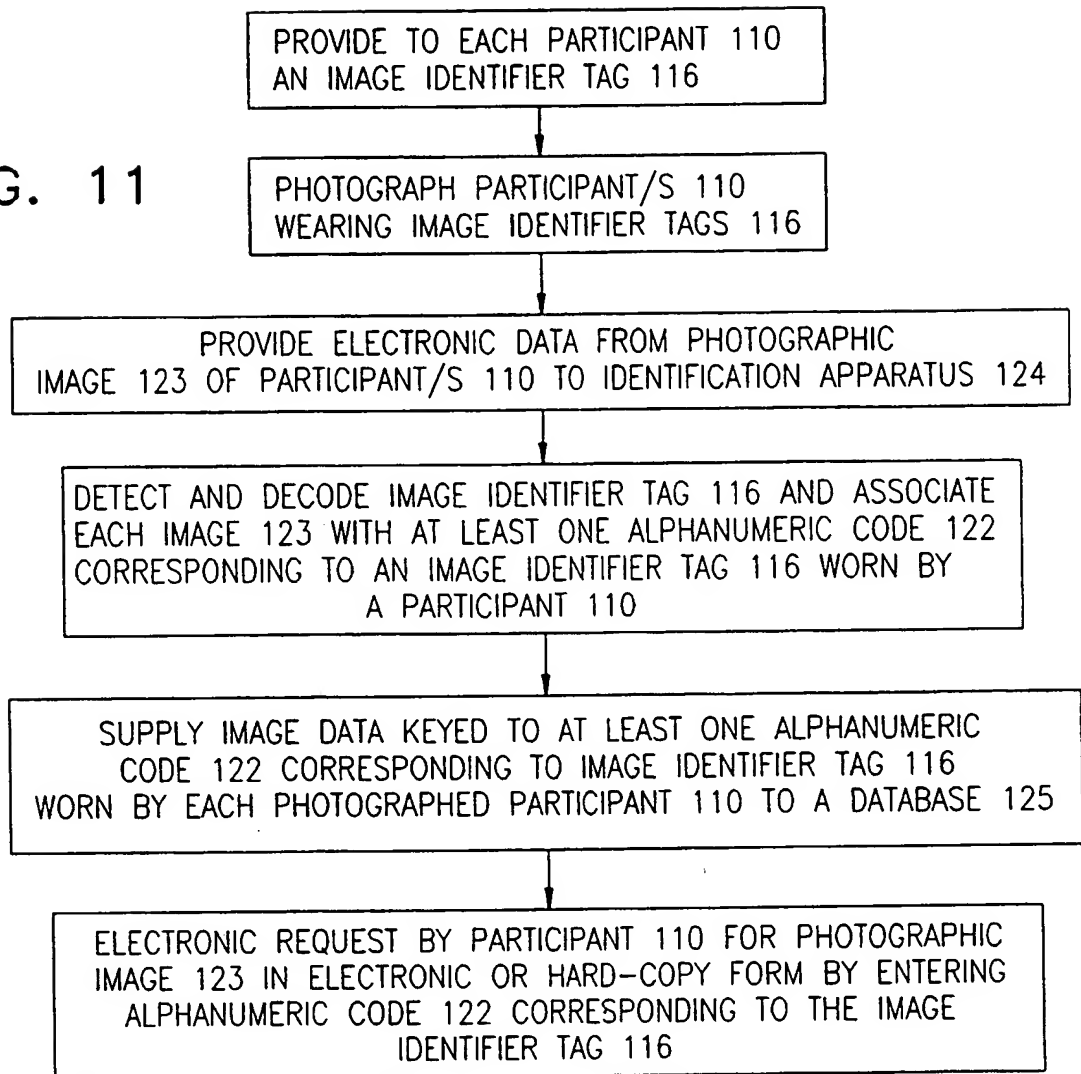 PROVIDE TO EACH PARTICIPANT 110
AN IMAGE IDENTIFIER TAG 116
G. 11
PHOTOGRAPH PARTICIPANT/S 110
WEARING IMAGE IDENTIFIER TAGS 116
PROVIDE ELECTRONIC DATA FROM PHOTOGRAPHIC
IMAGE 123 OF PARTICIPANT/S 110 TO IDENTIFICATION APPARATUS 124
DETECT AND DECODE IMAGE IDENTIFIER TAG 116 AND ASSOCIATE
EACH IMAGE 123 WITH AT LEAST ONE ALPHANUMERIC CODE 122
CORRESPONDING TO AN IMAGE IDENTIFIER TAG 116 WORN BY
A PARTICIPANT 110
SUPPLY IMAGE DATA KEYED TO AT LEAST ONE ALPHANUMERIC
CODE 122 CORRESPONDING TO IMAGE IDENTIFIER TAG 116
WORN BY EACH PHOTOGRAPHED PARTICIPANT 110 TO A DATABASE 125
ELECTRONIC REQUEST BY PARTICIPANT 110 FOR PHOTOGRAPHIC
IMAGE 123 IN ELECTRONIC OR HARD-COPY FORM BY ENTERING
ALPHANUMERIC CODE 122 CORRESPONDING TO THE IMAGE
IDENTIFIER TAG 116